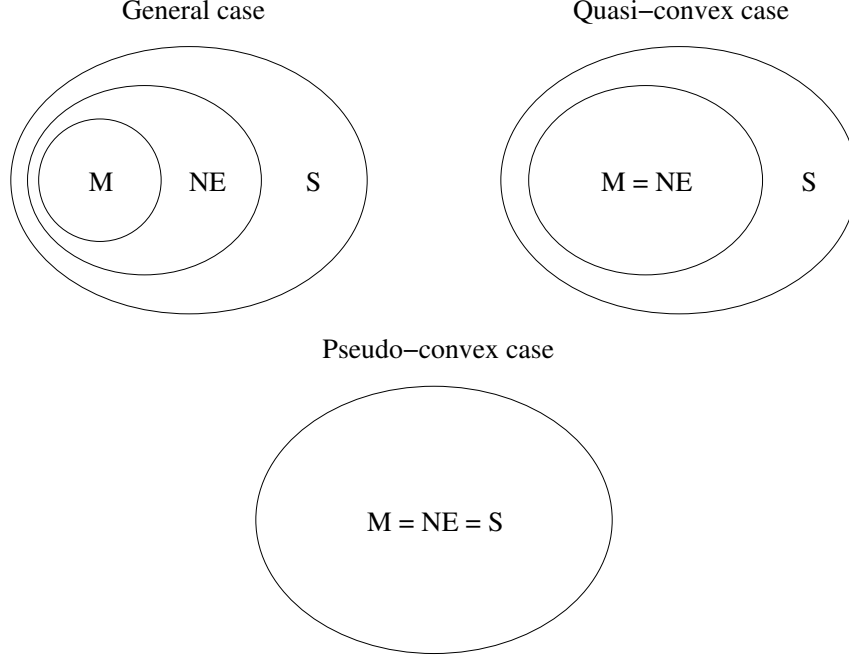 General case
Quasi−convex case
M NE S
M = NE S
Pseudo−convex case
M = NE = S